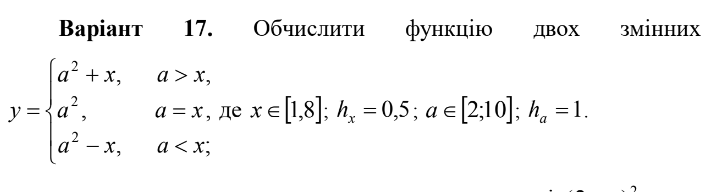 Варіант 17. Обчислити функцію двох змінних
a² + x, a > x,
y = { a², a = x, де x ∈ [1,8]; hₓ = 0,5; a ∈ [2;10]; hₐ = 1.
a² − x, a < x;